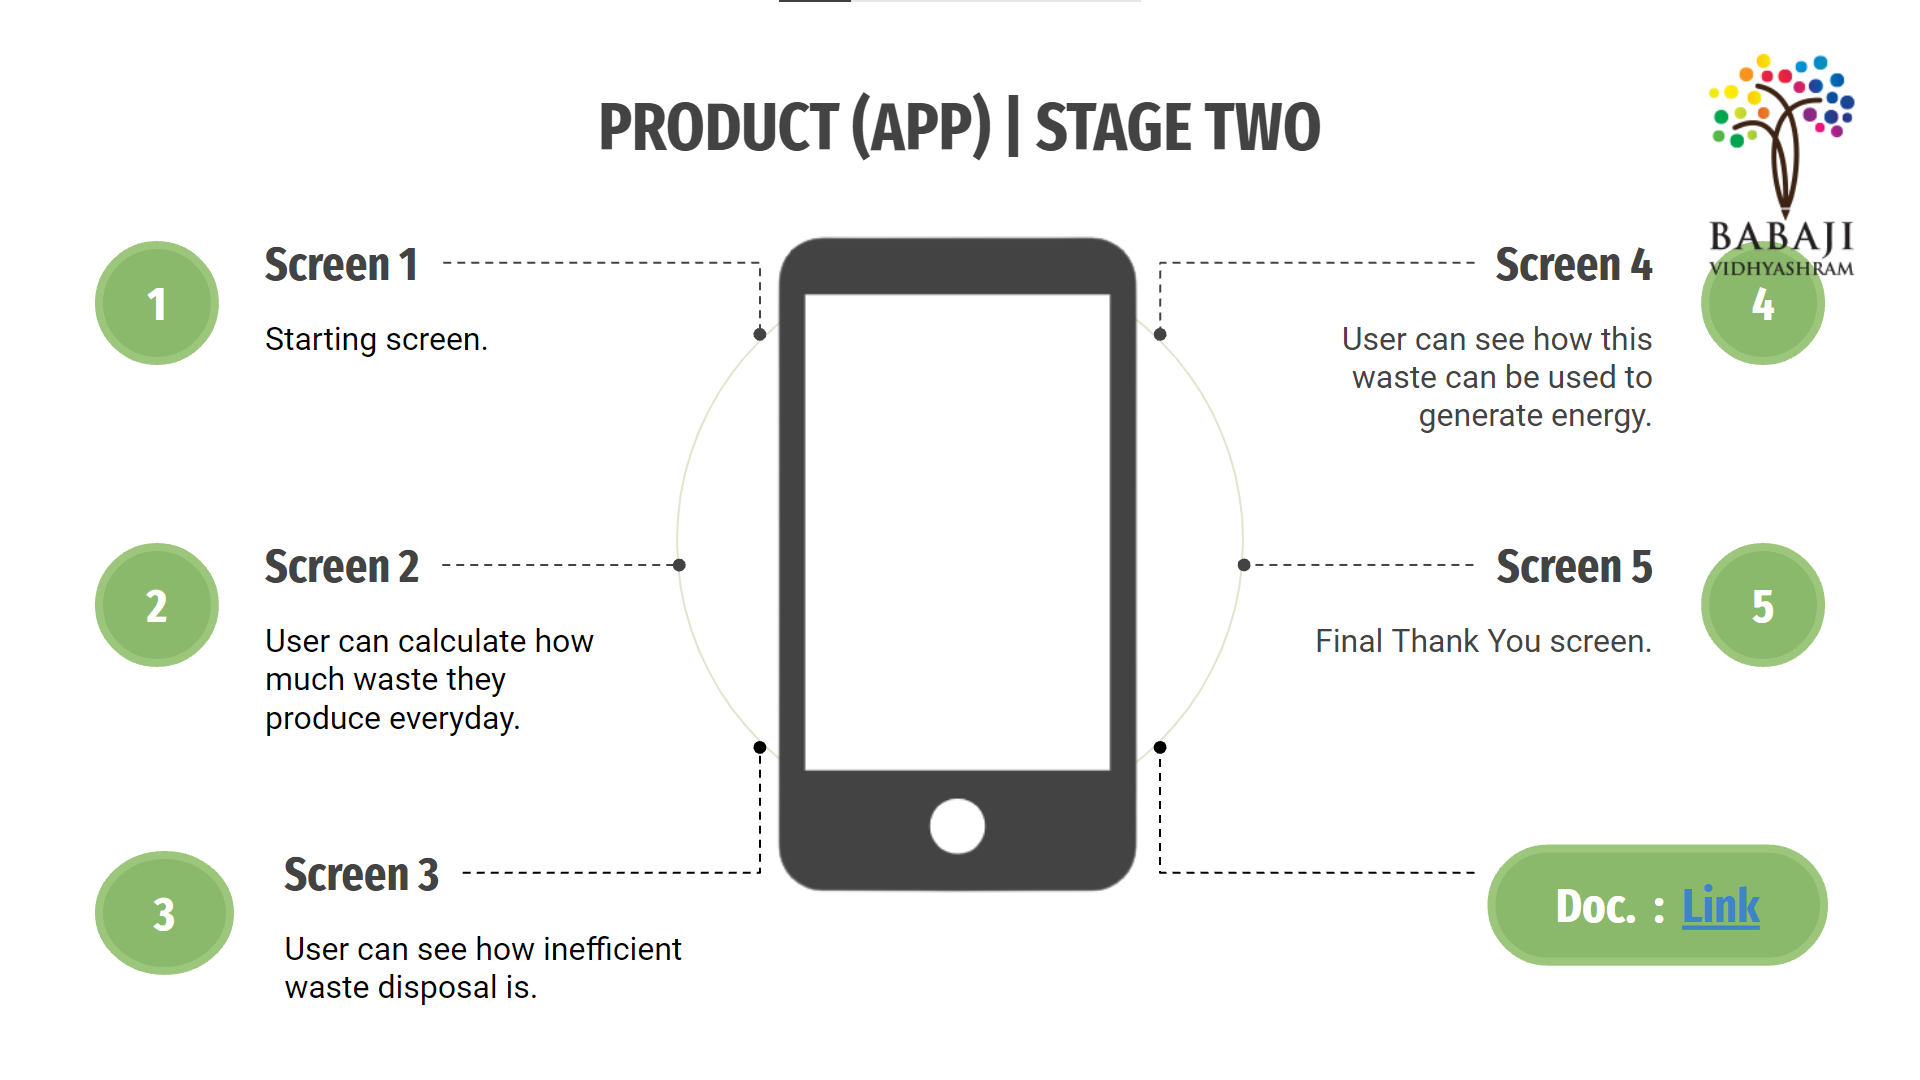 PRODUCT (APP) | STAGE TWO
BABAJI
VIDHYASHRAM
1
Screen 1
Starting screen.
2
Screen 2
User can calculate how
much waste they
produce everyday.
3
Screen 3
User can see how inefficient
waste disposal is.
Screen 4
4
User can see how this
waste can be used to
generate energy.
Screen 5
5
Final Thank You screen.
Doc. : Link